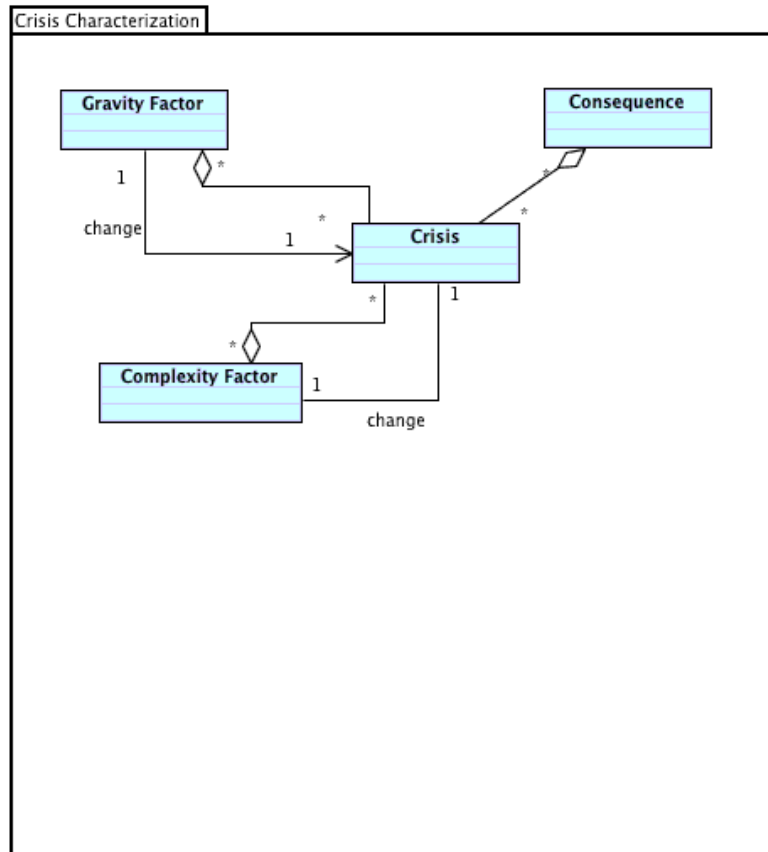 Crisis Characterization
Gravity Factor
Consequence
*
1
*
change
*
*
1
Crisis
*
1
*
Complexity Factor
1
change